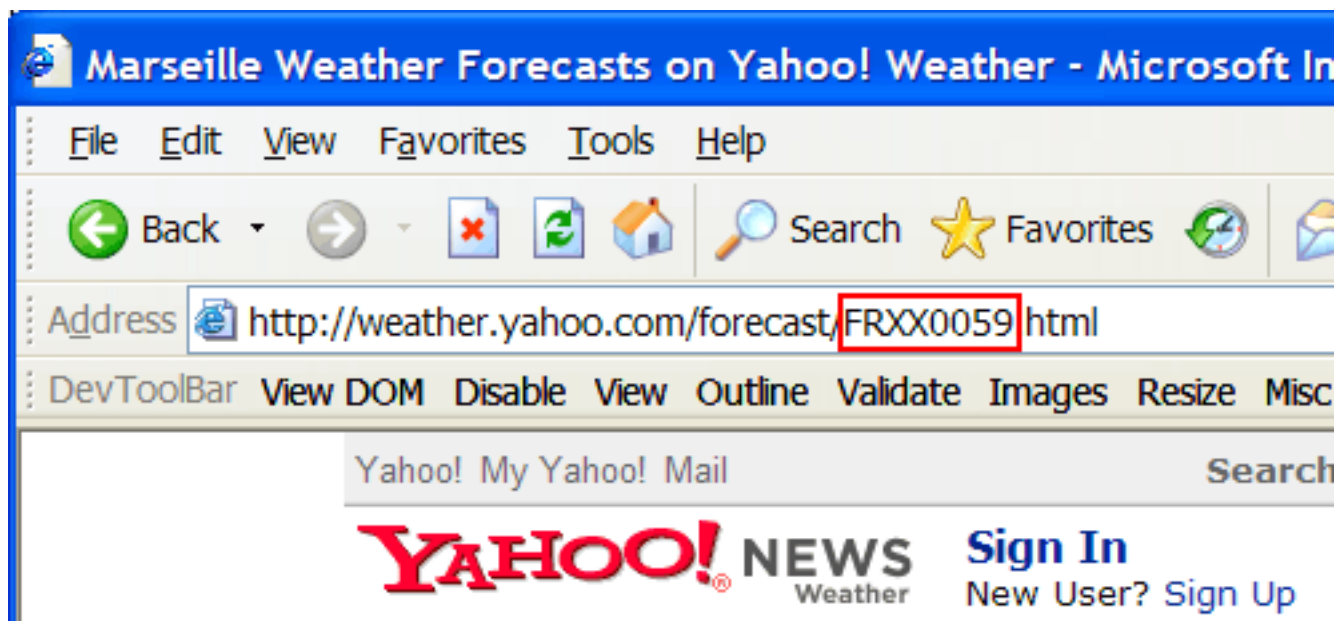 Marseille Weather Forecasts on Yahoo! Weather - Microsoft In
File Edit View Favorites Tools Help
Back Search Favorites
Address http://weather.yahoo.com/forecast/FRXX0059.html
DevToolBar View DOM Disable View Outline Validate Images Resize Misc
Yahoo! My Yahoo! Mail Search
YAHOO!® NEWS Sign In
Weather New User? Sign Up